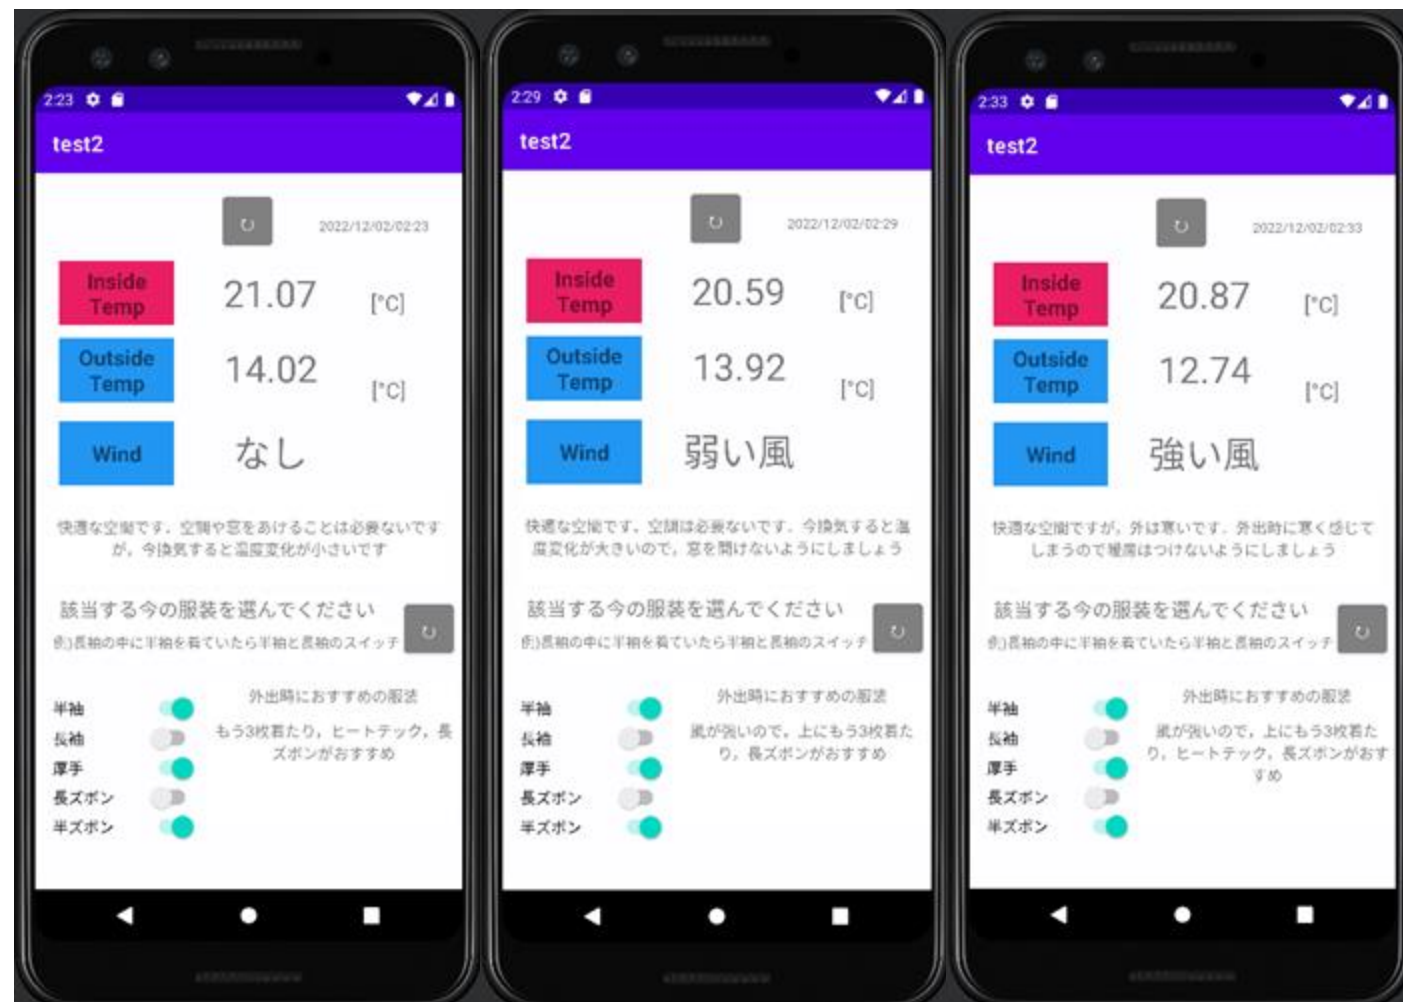 2:23
test2
↻
2022/12/02/02:23
Inside
Temp
21.07
[°C]
Outside
Temp
14.02
[°C]
Wind
なし
快適な空間です．空調や窓をあけることは必要ないです
が，今換気すると温度変化が小さいです
該当する今の服装を選んでください
例)長袖の中に半袖を着ていたら半袖と長袖のスイッチ
↻
半袖
長袖
厚手
長ズボン
半ズボン
外出時におすすめの服装
もう3枚着たり，ヒートテック，長
ズボンがおすすめ
2:29
test2
↻
2022/12/02/02:29
Inside
Temp
20.59
[°C]
Outside
Temp
13.92
[°C]
Wind
弱い風
快適な空間です．空調は必要ないです．今換気すると温
度変化が大きいので，窓を開けないようにしましょう
該当する今の服装を選んでください
例)長袖の中に半袖を着ていたら半袖と長袖のスイッチ
↻
半袖
長袖
厚手
長ズボン
半ズボン
外出時におすすめの服装
風が強いので，上にもう3枚着た
り，長ズボンがおすすめ
2:33
test2
↻
2022/12/02/02:33
Inside
Temp
20.87
[°C]
Outside
Temp
12.74
[°C]
Wind
強い風
快適な空間ですが，外は寒いです．外出時に寒く感じて
しまうので暖房はつけないようにしましょう
該当する今の服装を選んでください
例)長袖の中に半袖を着ていたら半袖と長袖のスイッチ
↻
半袖
長袖
厚手
長ズボン
半ズボン
外出時におすすめの服装
風が強いので，上にもう3枚着た
り，ヒートテック，長ズボンがおす
すめ